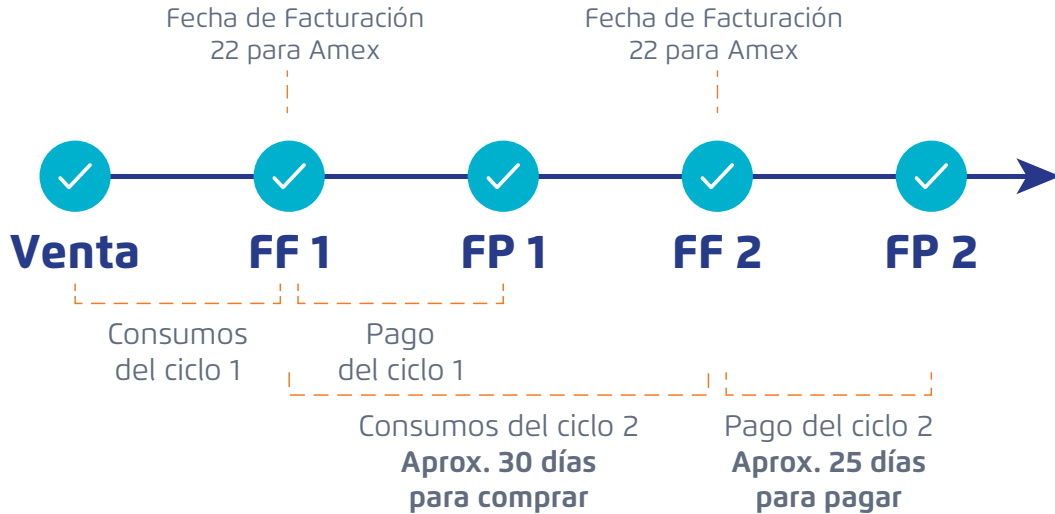 Fecha de Facturación
22 para Amex
Fecha de Facturación
22 para Amex
Venta
FF 1
FP 1
FF 2
FP 2
Consumos
del ciclo 1
Pago
del ciclo 1
Consumos del ciclo 2
Aprox. 30 días
para comprar
Pago del ciclo 2
Aprox. 25 días
para pagar